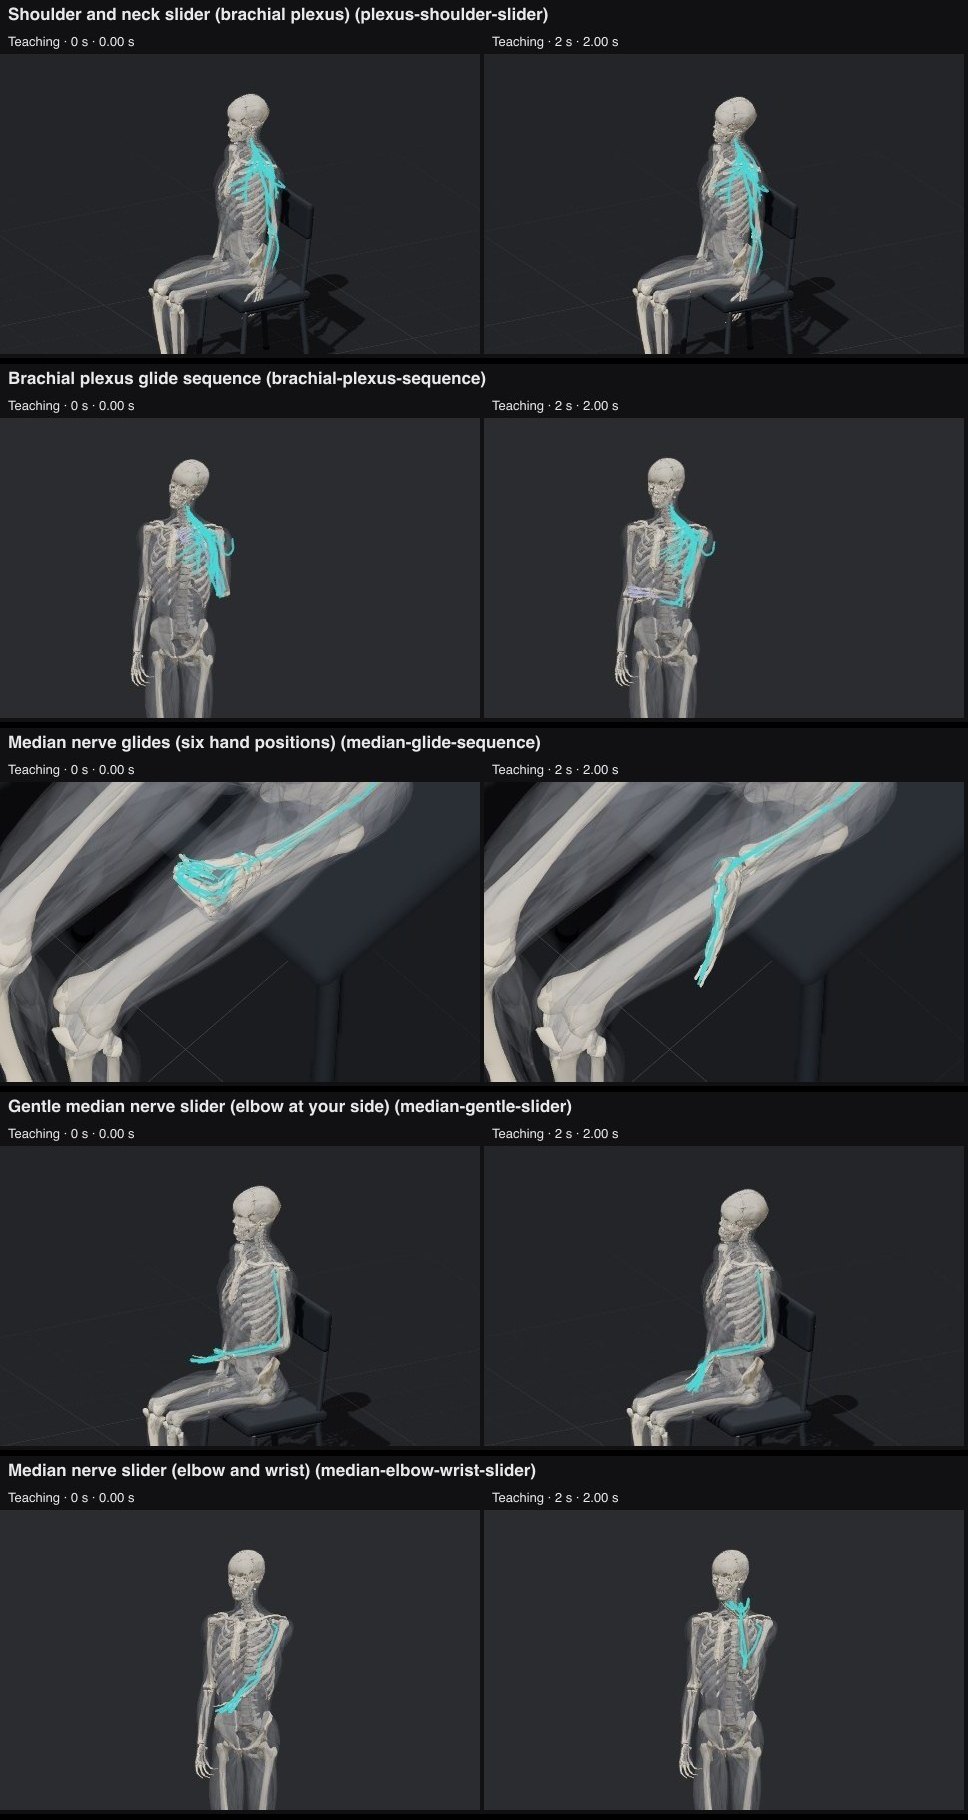 Shoulder and neck slider (brachial plexus) (plexus-shoulder-slider)
Teaching · 0 s · 0.00 s
Teaching · 2 s · 2.00 s
Brachial plexus glide sequence (brachial-plexus-sequence)
Teaching · 0 s · 0.00 s
Teaching · 2 s · 2.00 s
Median nerve glides (six hand positions) (median-glide-sequence)
Teaching · 0 s · 0.00 s
Teaching · 2 s · 2.00 s
Gentle median nerve slider (elbow at your side) (median-gentle-slider)
Teaching · 0 s · 0.00 s
Teaching · 2 s · 2.00 s
Median nerve slider (elbow and wrist) (median-elbow-wrist-slider)
Teaching · 0 s · 0.00 s
Teaching · 2 s · 2.00 s